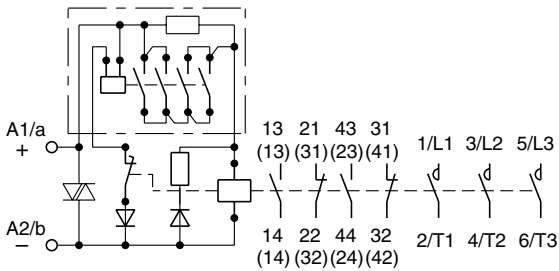 A1/a
+
A2/b
−
13 21 43 31
(13) (31) (23) (41)
1/L1 3/L2 5/L3
14 22 44 32
(14) (32) (24) (42)
2/T1 4/T2 6/T3